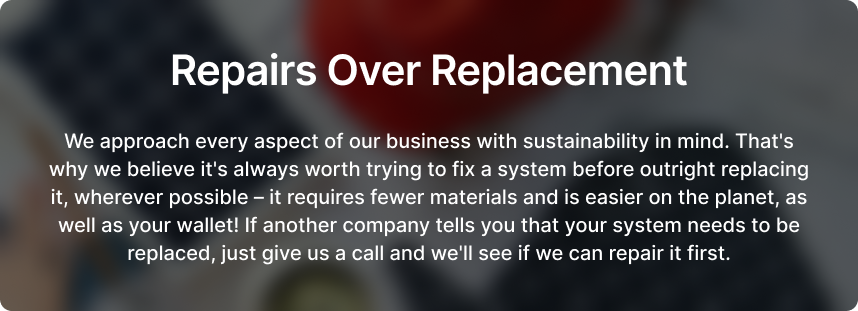 Repairs Over Replacement
We approach every aspect of our business with sustainability in mind. That's
why we believe it's always worth trying to fix a system before outright replacing
it, wherever possible – it requires fewer materials and is easier on the planet, as
well as your wallet! If another company tells you that your system needs to be
replaced, just give us a call and we'll see if we can repair it first.